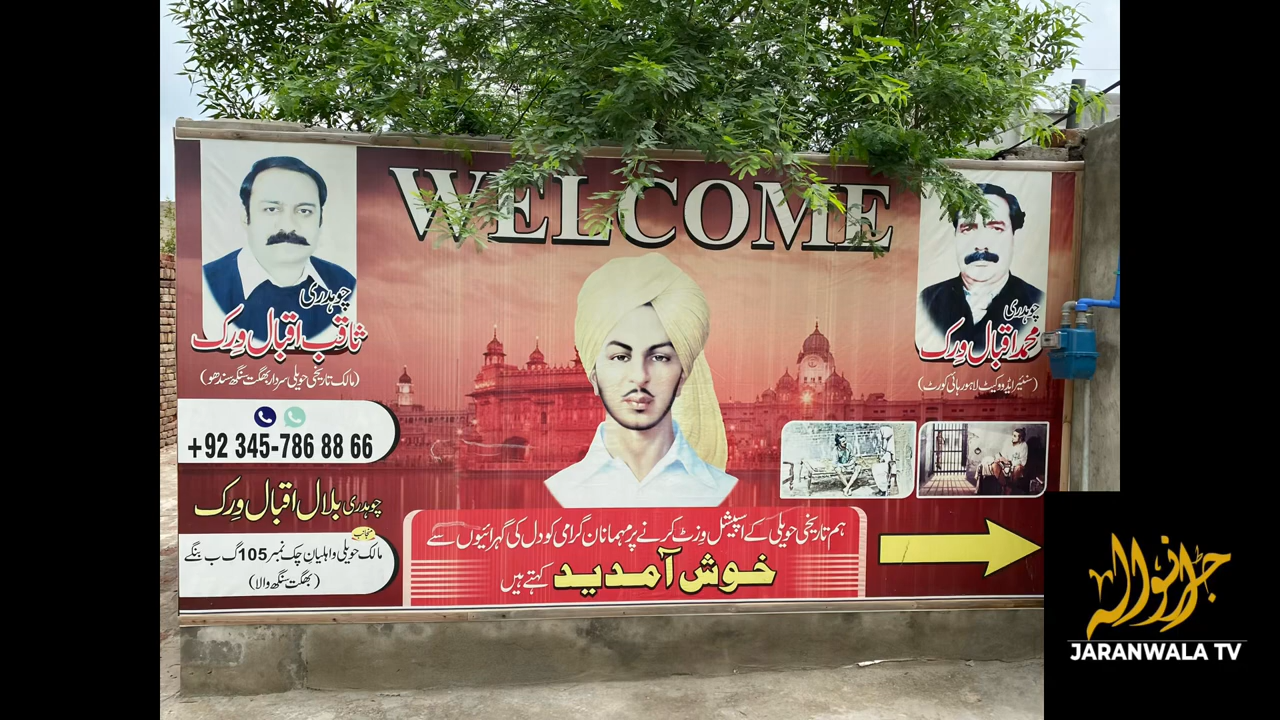 WELCOME
چوہدری
ثاقب اقبال ورک
(مالک تاریخی حویلی سردار بھگت سنگھ سندھو)
+92 345-786 88 66
چوہدری بلال اقبال ورک
منجانب
مالک حویلی و اہلیان چک نمبر 105 گ ب بنگے
(بھگت سنگھ والا)
چوہدری
محمد اقبال ورک
(سنئیر ایڈووکیٹ لاہور ہائی کورٹ)
ہم تاریخی حویلی کے اسپیشل وزٹ کرنے پر مہمانان گرامی کو دل کی گہرائیوں سے
خوش آمدید کہتے ہیں
جڑانوالہ
JARANWALA TV